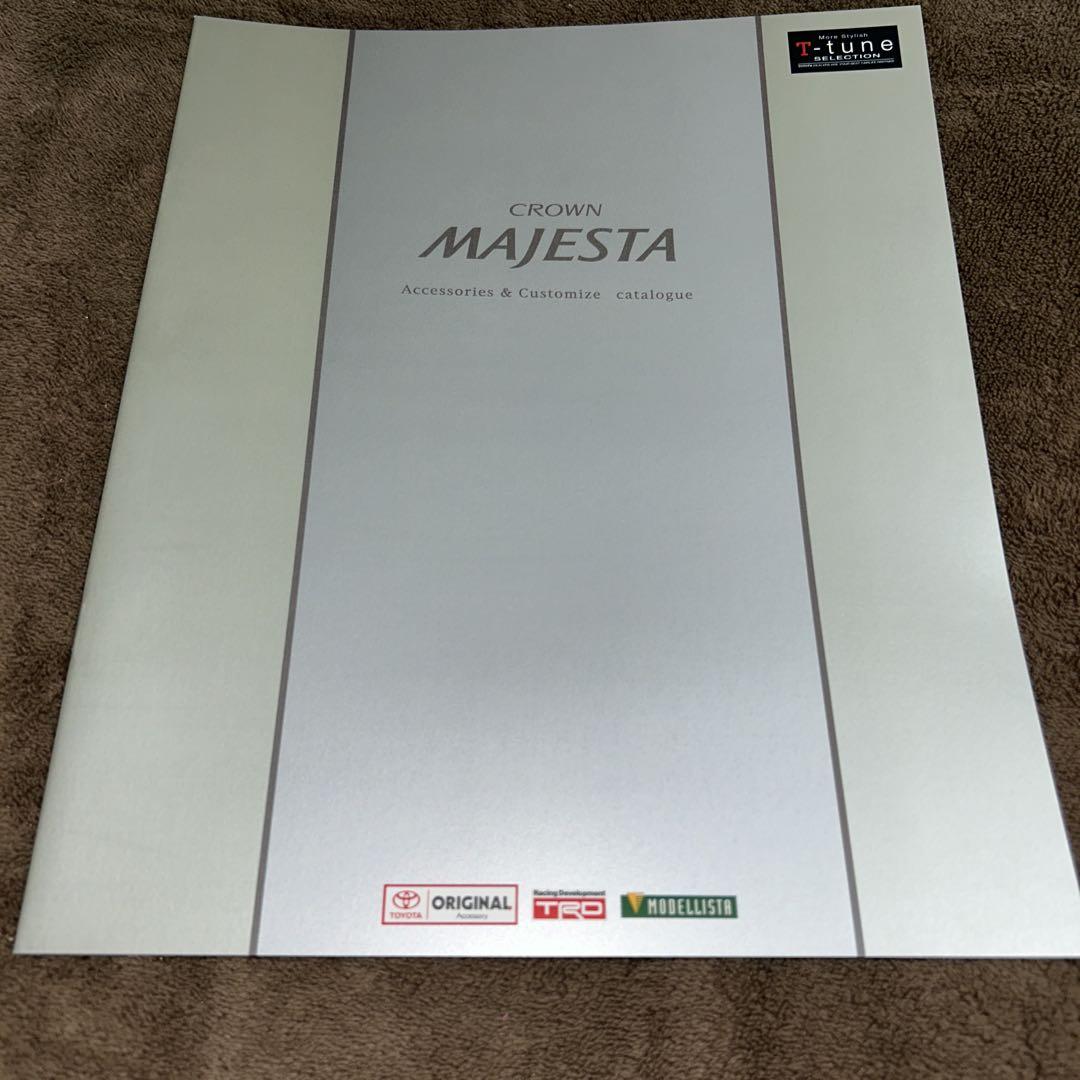 More Stylish
T-tune
SELECTION
CROWN
MAJESTA
Accessories & Customize catalogue
TOYOTA
ORIGINAL
Accessory
Racing Development
TRD
MODELLISTA